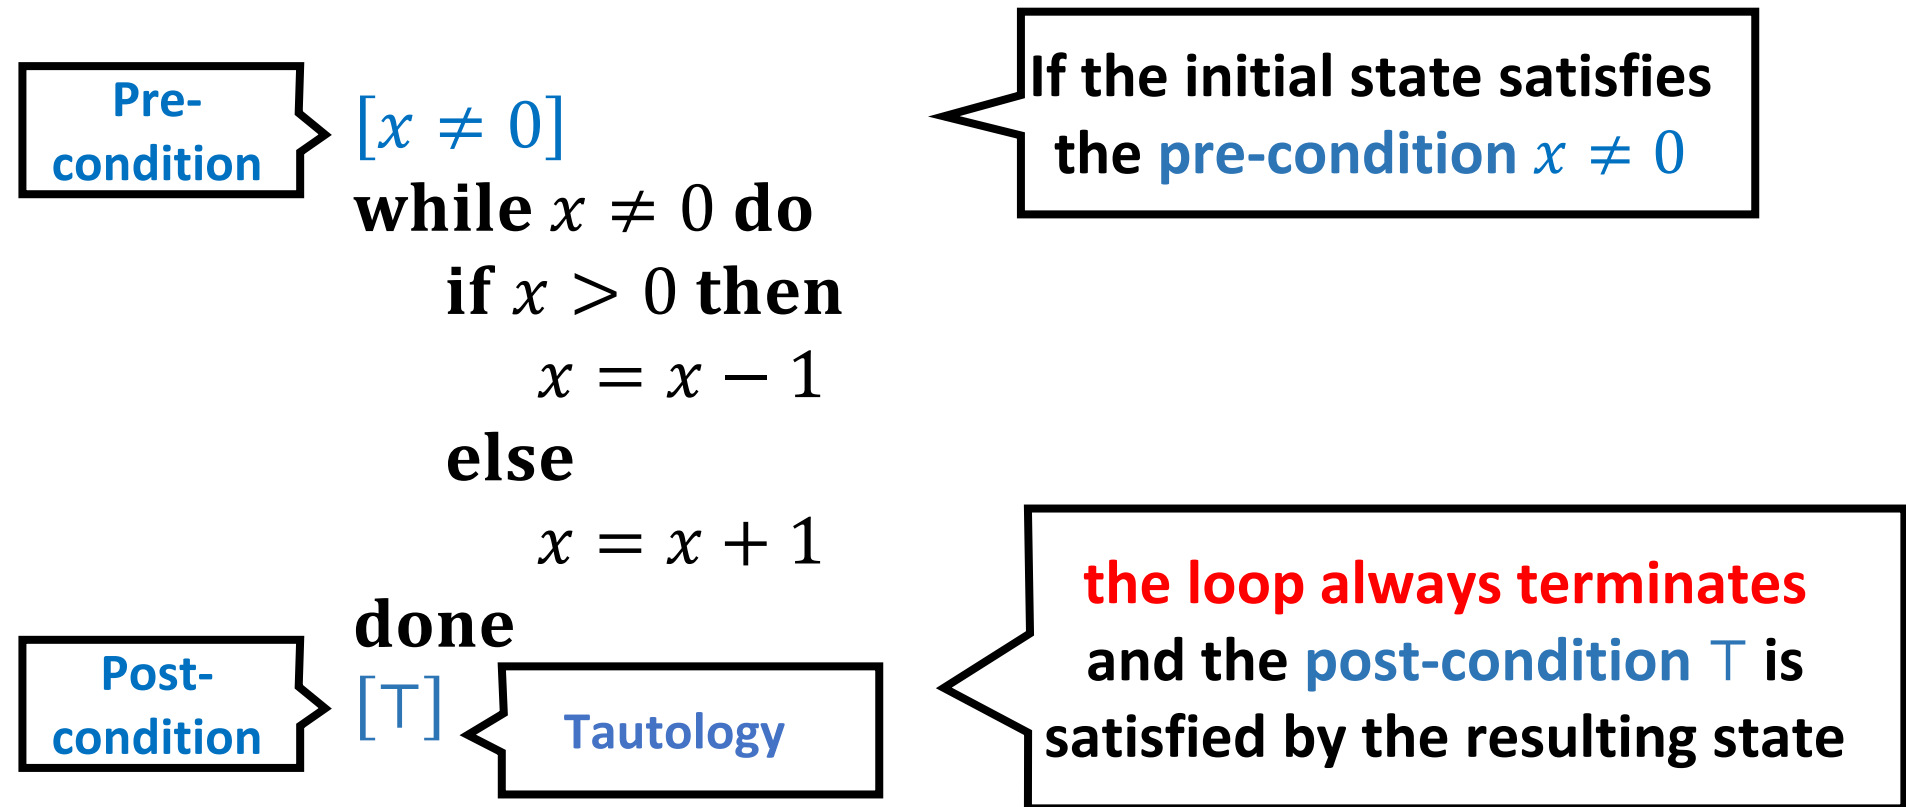 Pre-
condition
[x ≠ 0]
while x ≠ 0 do
if x > 0 then
x = x − 1
else
x = x + 1
done
Post-
condition
[⊤]
Tautology
If the initial state satisfies
the pre-condition x ≠ 0
the loop always terminates
and the post-condition ⊤ is
satisfied by the resulting state